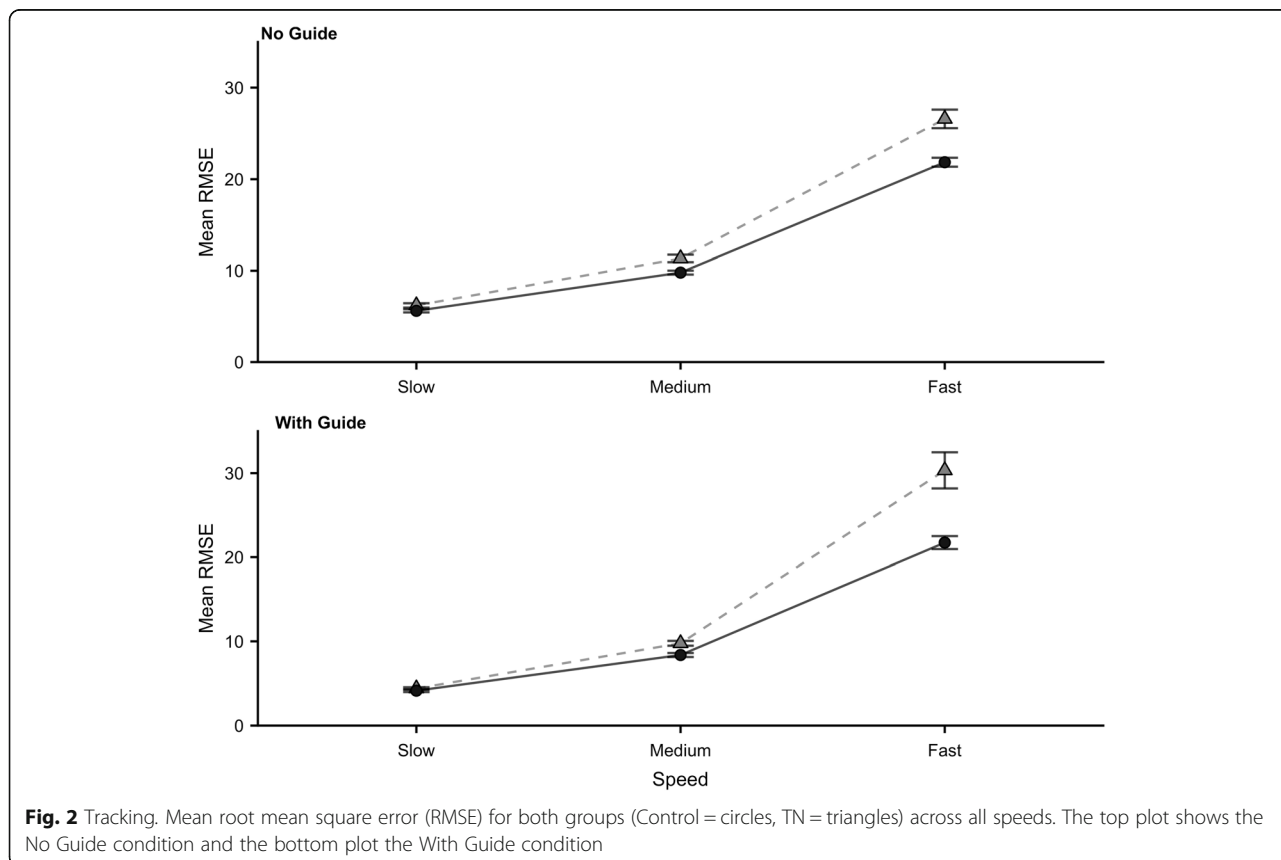 No Guide
30
20
10
0
Mean RMSE
Slow Medium Fast
With Guide
30
20
10
0
Mean RMSE
Slow Medium Fast
Speed
Fig. 2 Tracking. Mean root mean square error (RMSE) for both groups (Control = circles, TN = triangles) across all speeds. The top plot shows the
No Guide condition and the bottom plot the With Guide condition